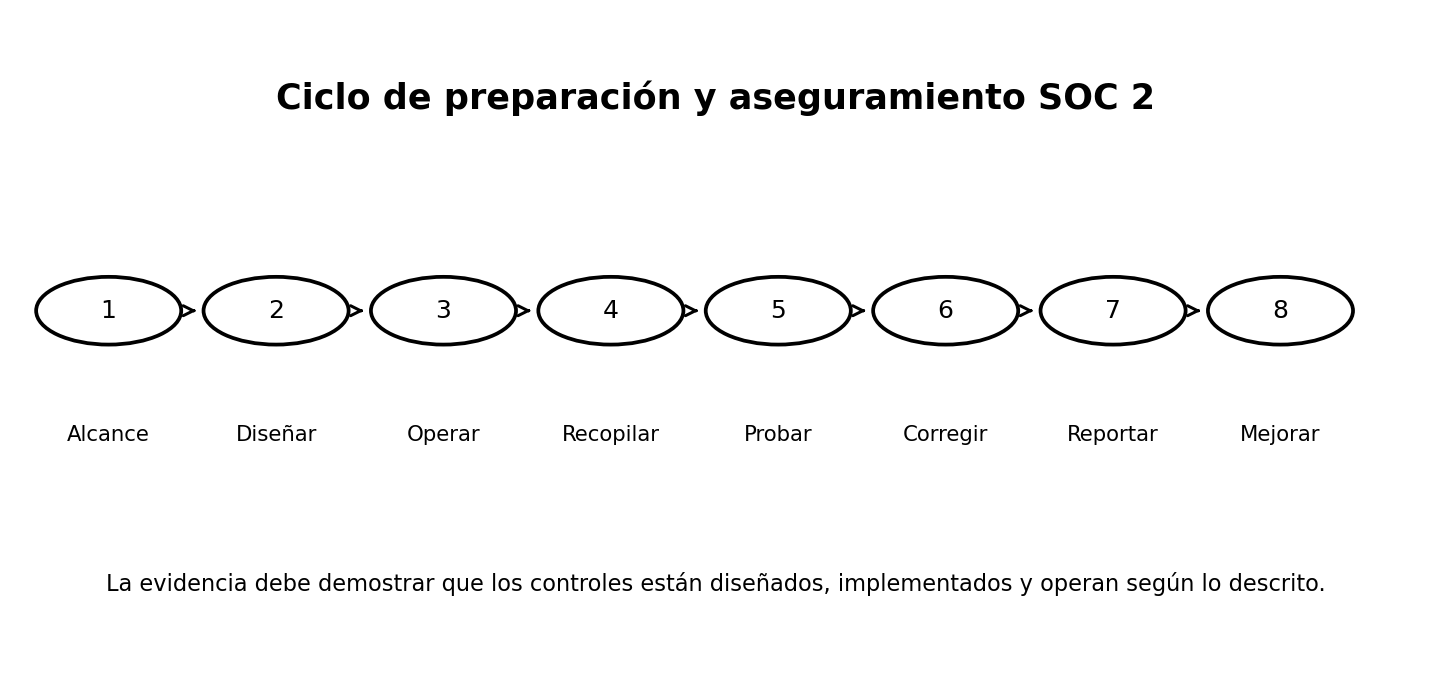 Ciclo de preparación y aseguramiento SOC 2
1 2 3 4 5 6 7 8
Alcance Diseñar Operar Recopilar Probar Corregir Reportar Mejorar
La evidencia debe demostrar que los controles están diseñados, implementados y operan según lo descrito.